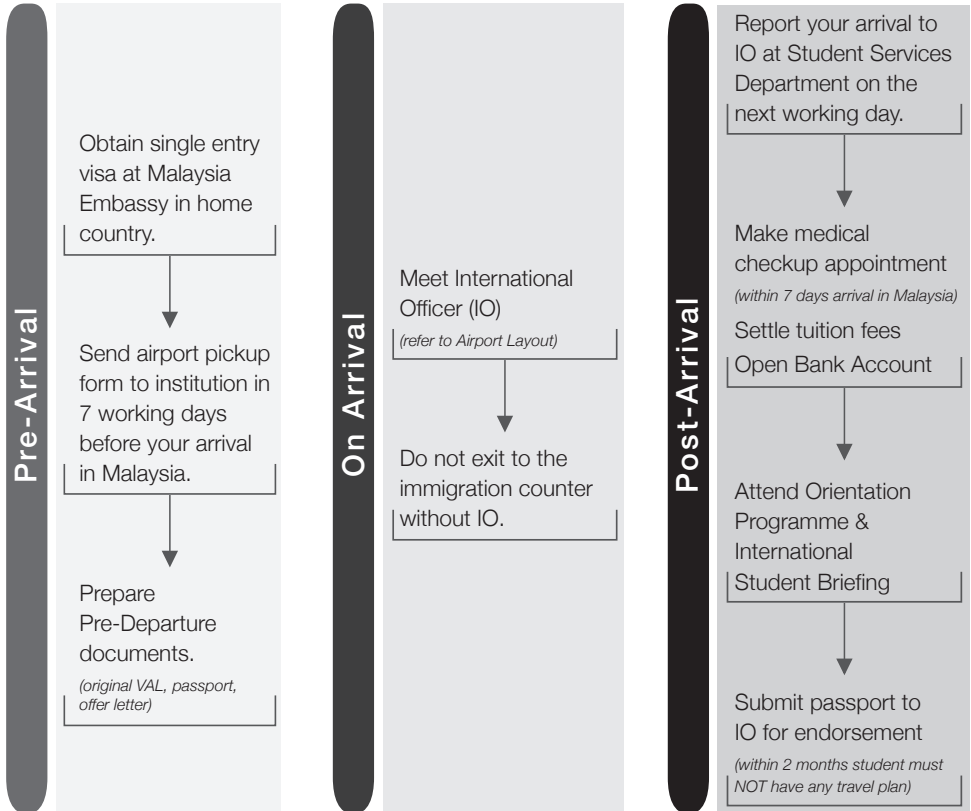 Pre-Arrival
Obtain single entry
visa at Malaysia
Embassy in home
country.
Send airport pickup
form to institution in
7 working days
before your arrival
in Malaysia.
Prepare
Pre-Departure
documents.
(original VAL, passport,
offer letter)
On Arrival
Meet International
Officer (IO)
(refer to Airport Layout)
Do not exit to the
immigration counter
without IO.
Post-Arrival
Report your arrival to
IO at Student Services
Department on the
next working day.
Make medical
checkup appointment
(within 7 days arrival in Malaysia)
Settle tuition fees
Open Bank Account
Attend Orientation
Programme &
International
Student Briefing
Submit passport to
IO for endorsement
(within 2 months student must
NOT have any travel plan)